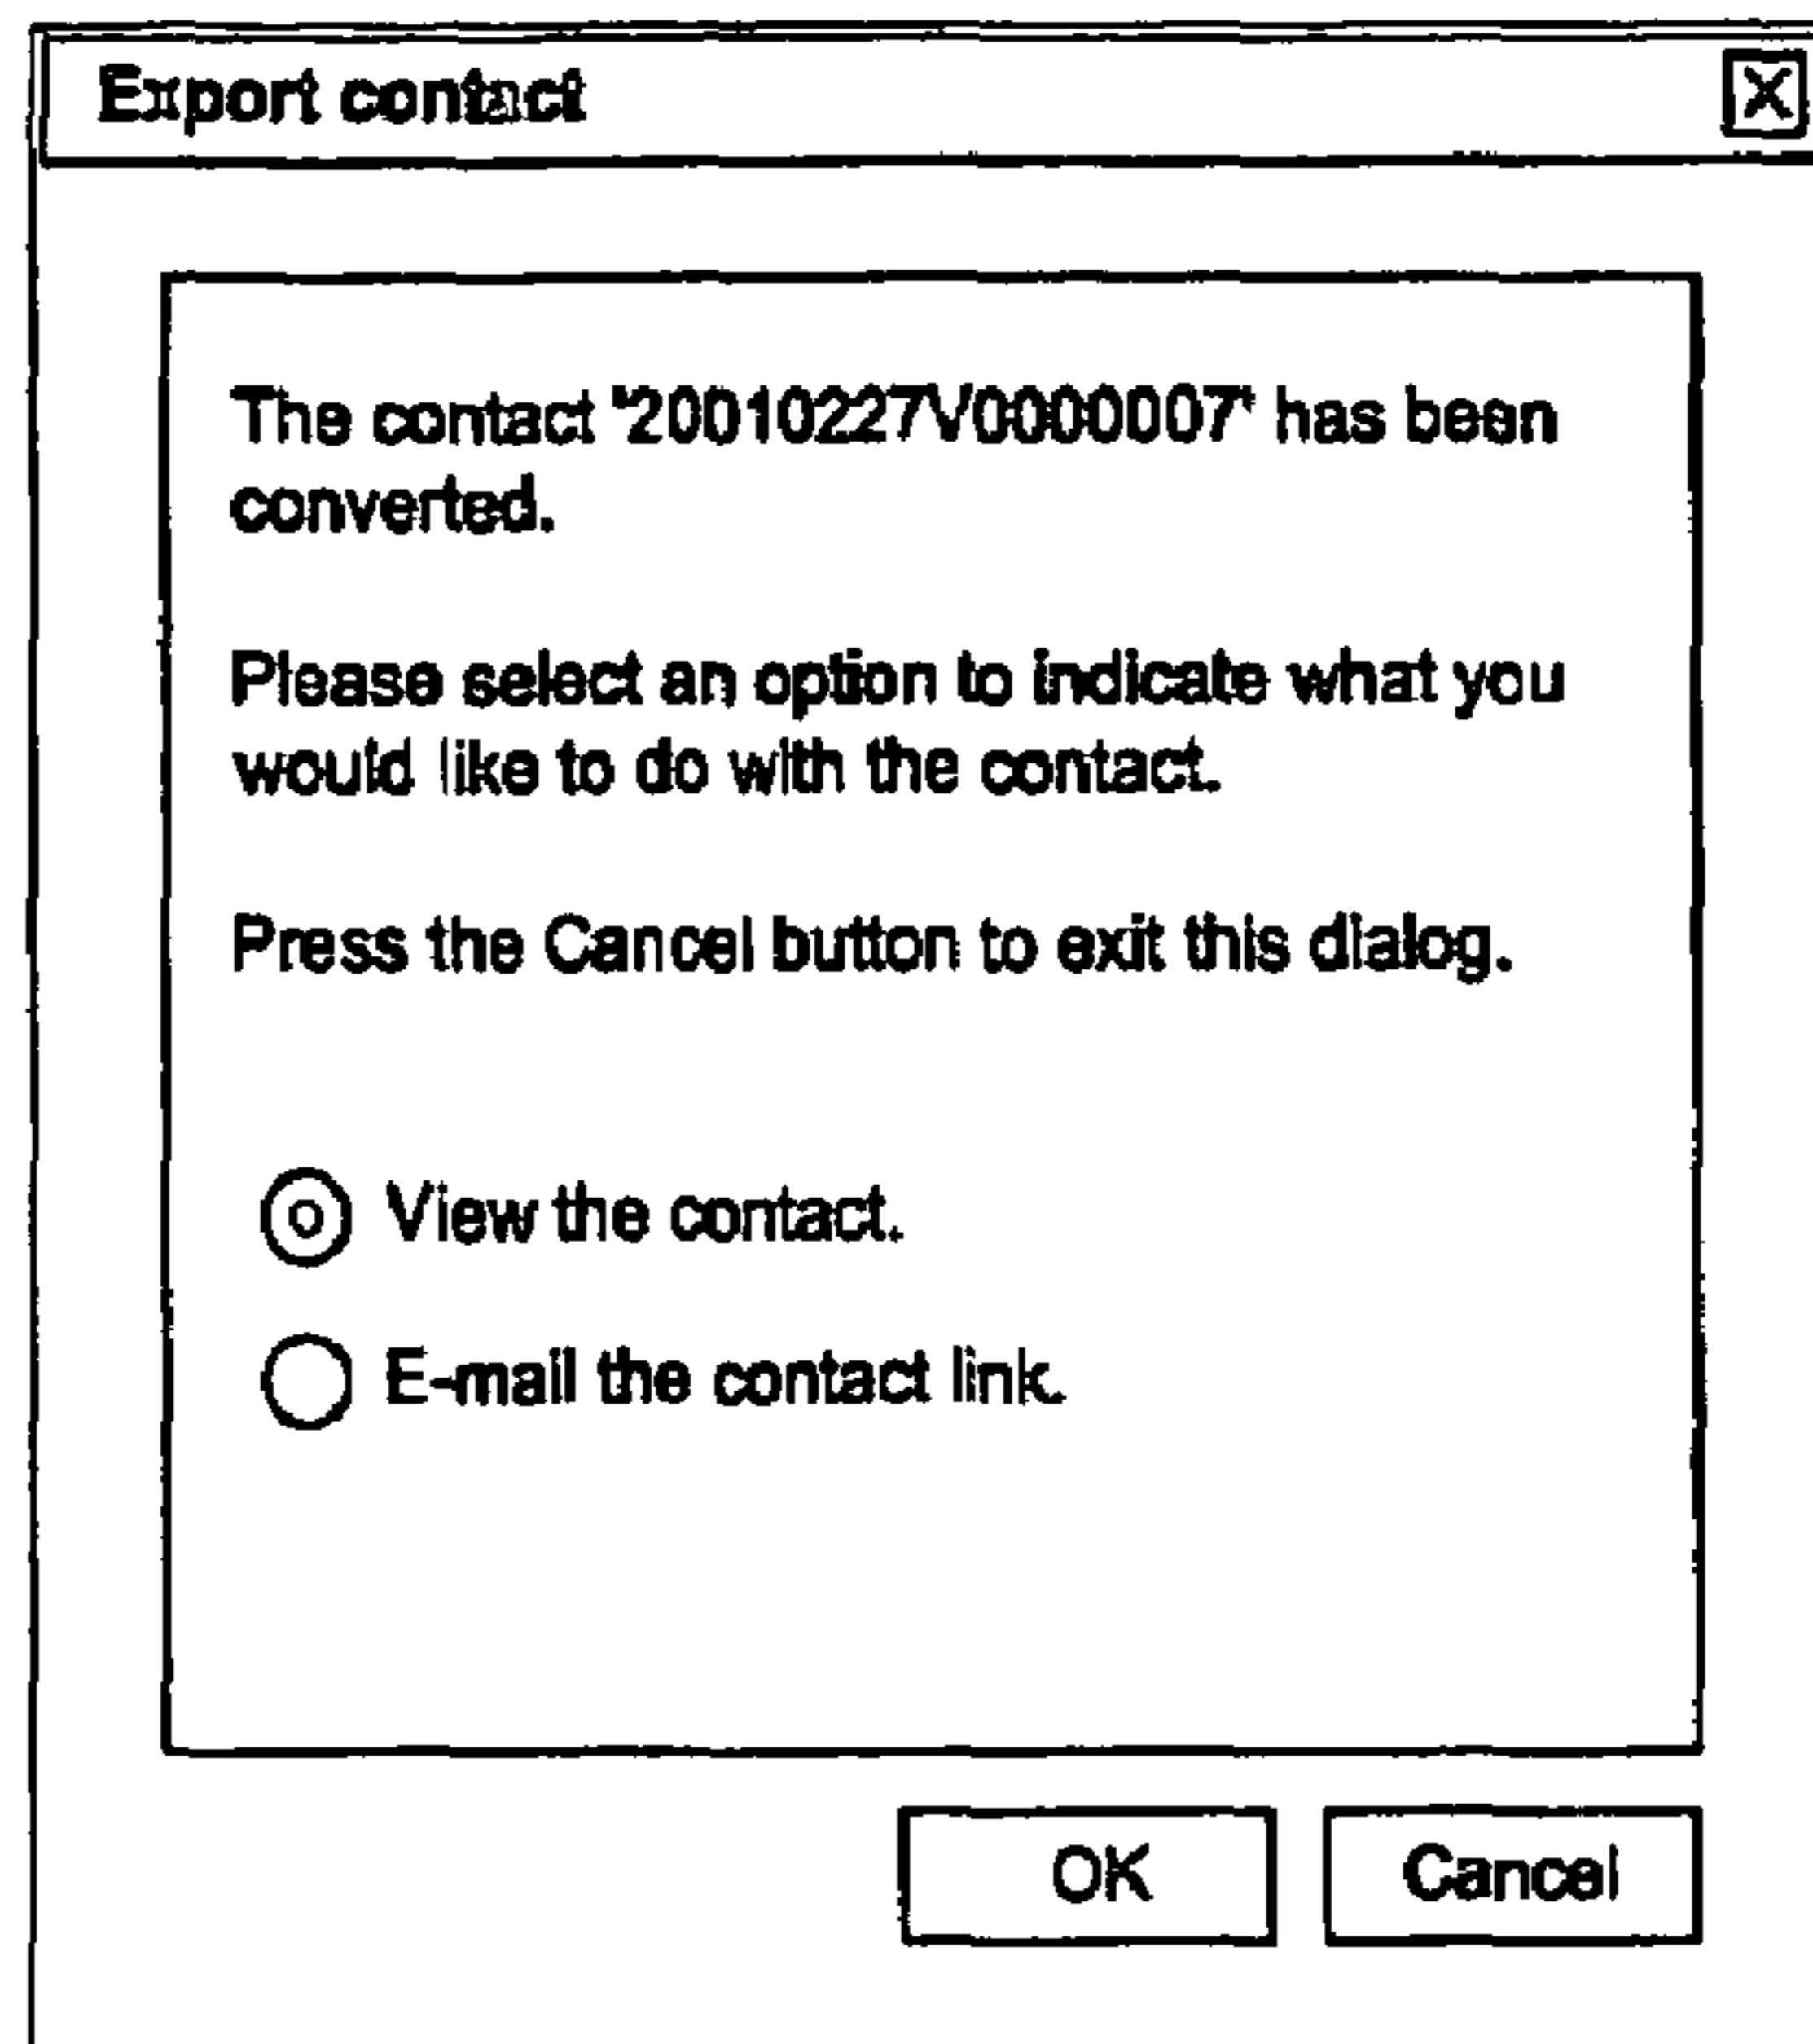 Export contact
X
The contact '20010227V0000007' has been
converted.
Please select an option to indicate what you
would like to do with the contact.
Press the Cancel button to exit this dialog.
View the contact.
E-mail the contact link.
OK
Cancel